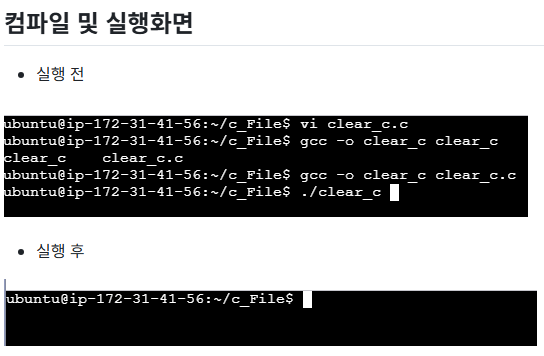 컴파일 및 실행화면
실행 전
ubuntu@ip-172-31-41-56:~/c_File$ vi clear_c.c
ubuntu@ip-172-31-41-56:~/c_File$ gcc -o clear_c clear_c
clear_c    clear_c.c
ubuntu@ip-172-31-41-56:~/c_File$ gcc -o clear_c clear_c.c
ubuntu@ip-172-31-41-56:~/c_File$ ./clear_c
실행 후
ubuntu@ip-172-31-41-56:~/c_File$